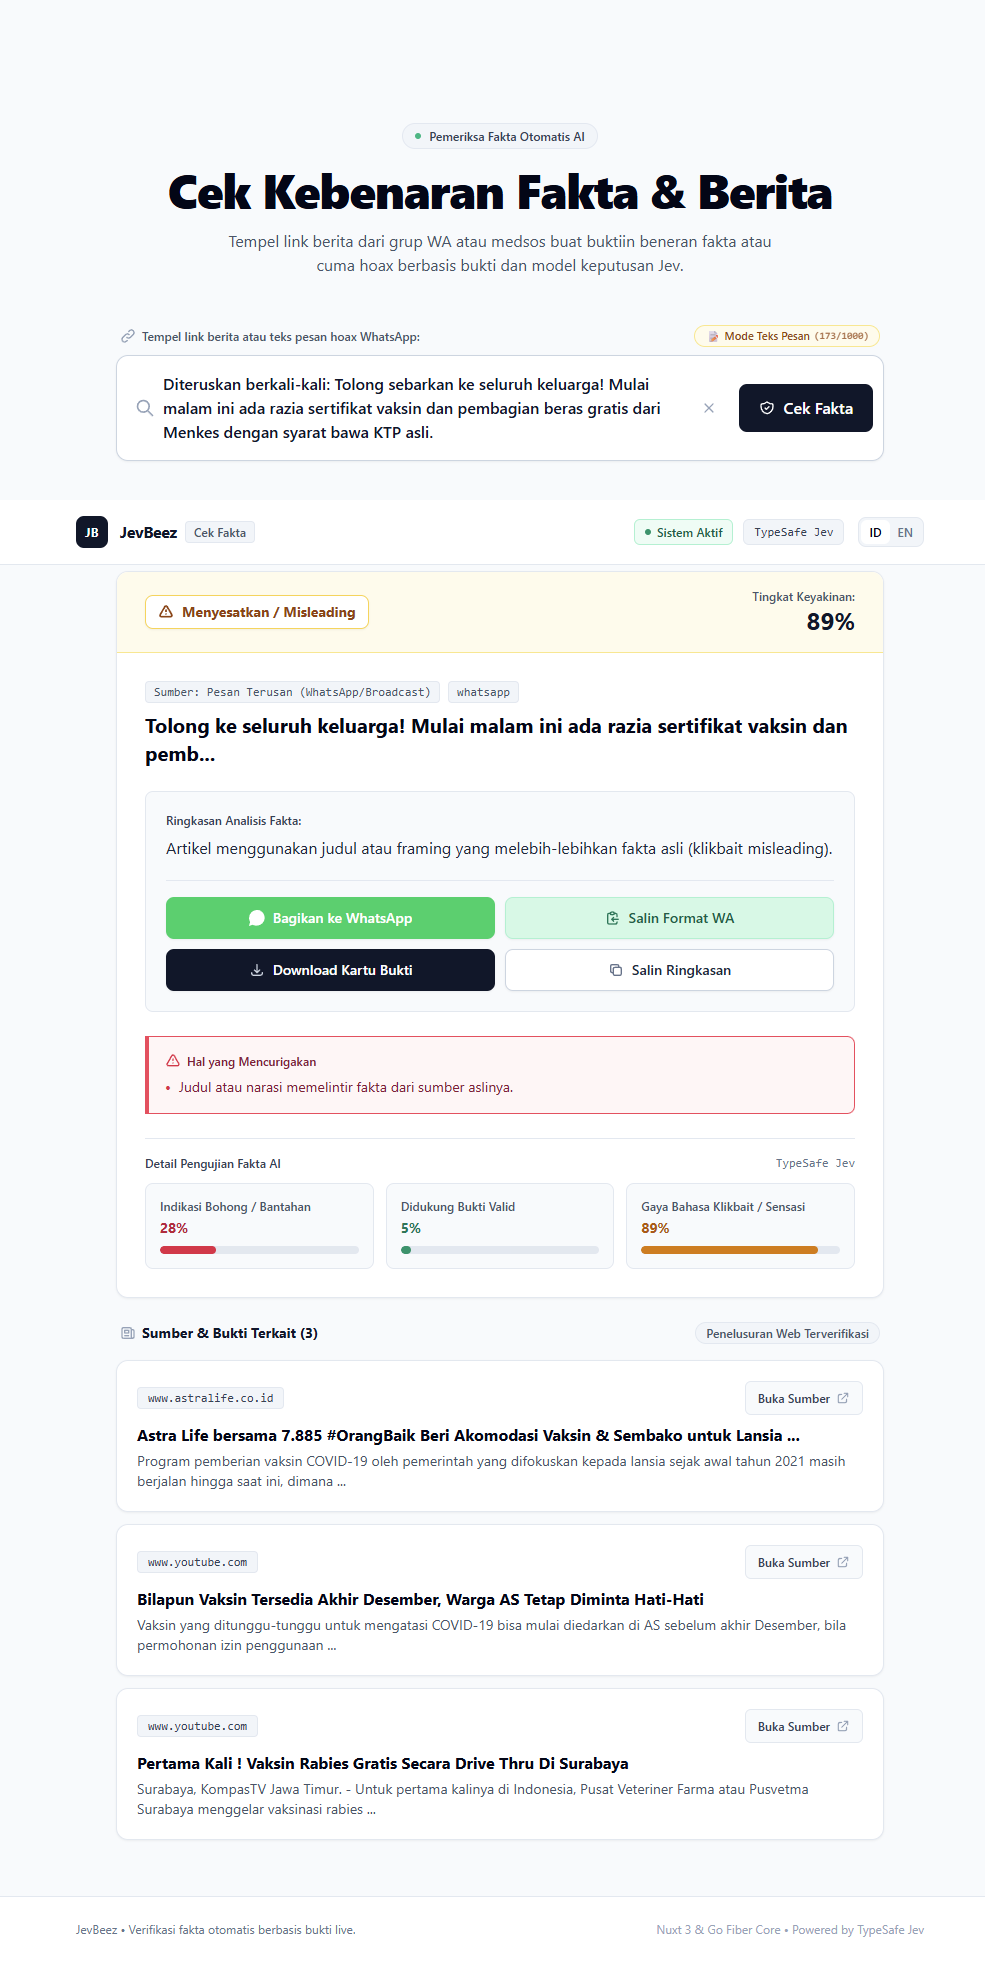 Pemeriksa Fakta Otomatis AI
Cek Kebenaran Fakta & Berita
Tempel link berita dari grup WA atau medsos buat buktiin beneran fakta atau
cuma hoax berbasis bukti dan model keputusan Jev.
Tempel link berita atau teks pesan hoax WhatsApp:
Mode Teks Pesan (173/1000)
Diteruskan berkali-kali: Tolong sebarkan ke seluruh keluarga! Mulai
malam ini ada razia sertifikat vaksin dan pembagian beras gratis dari
Menkes dengan syarat bawa KTP asli.
Cek Fakta
JB
JevBeez
Cek Fakta
Sistem Aktif
TypeSafe Jev
ID
EN
Menyesatkan / Misleading
Tingkat Keyakinan:
89%
Sumber: Pesan Terusan (WhatsApp/Broadcast)
whatsapp
Tolong ke seluruh keluarga! Mulai malam ini ada razia sertifikat vaksin dan
pemb...
Ringkasan Analisis Fakta:
Artikel menggunakan judul atau framing yang melebih-lebihkan fakta asli (klikbait misleading).
Bagikan ke WhatsApp
Salin Format WA
Download Kartu Bukti
Salin Ringkasan
Hal yang Mencurigakan
• Judul atau narasi memelintir fakta dari sumber aslinya.
Detail Pengujian Fakta AI
TypeSafe Jev
Indikasi Bohong / Bantahan
28%
Didukung Bukti Valid
5%
Gaya Bahasa Klikbait / Sensasi
89%
Sumber & Bukti Terkait (3)
Penelusuran Web Terverifikasi
www.astralife.co.id
Buka Sumber
Astra Life bersama 7.885 #OrangBaik Beri Akomodasi Vaksin & Sembako untuk Lansia ...
Program pemberian vaksin COVID-19 oleh pemerintah yang difokuskan kepada lansia sejak awal tahun 2021 masih
berjalan hingga saat ini, dimana ...
www.youtube.com
Buka Sumber
Bilapun Vaksin Tersedia Akhir Desember, Warga AS Tetap Diminta Hati-Hati
Vaksin yang ditunggu-tunggu untuk mengatasi COVID-19 bisa mulai diedarkan di AS sebelum akhir Desember, bila
permohonan izin penggunaan ...
www.youtube.com
Buka Sumber
Pertama Kali ! Vaksin Rabies Gratis Secara Drive Thru Di Surabaya
Surabaya, KompasTV Jawa Timur. - Untuk pertama kalinya di Indonesia, Pusat Veteriner Farma atau Pusvetma
Surabaya menggelar vaksinasi rabies ...
JevBeez • Verifikasi fakta otomatis berbasis bukti live.
Nuxt 3 & Go Fiber Core • Powered by TypeSafe Jev